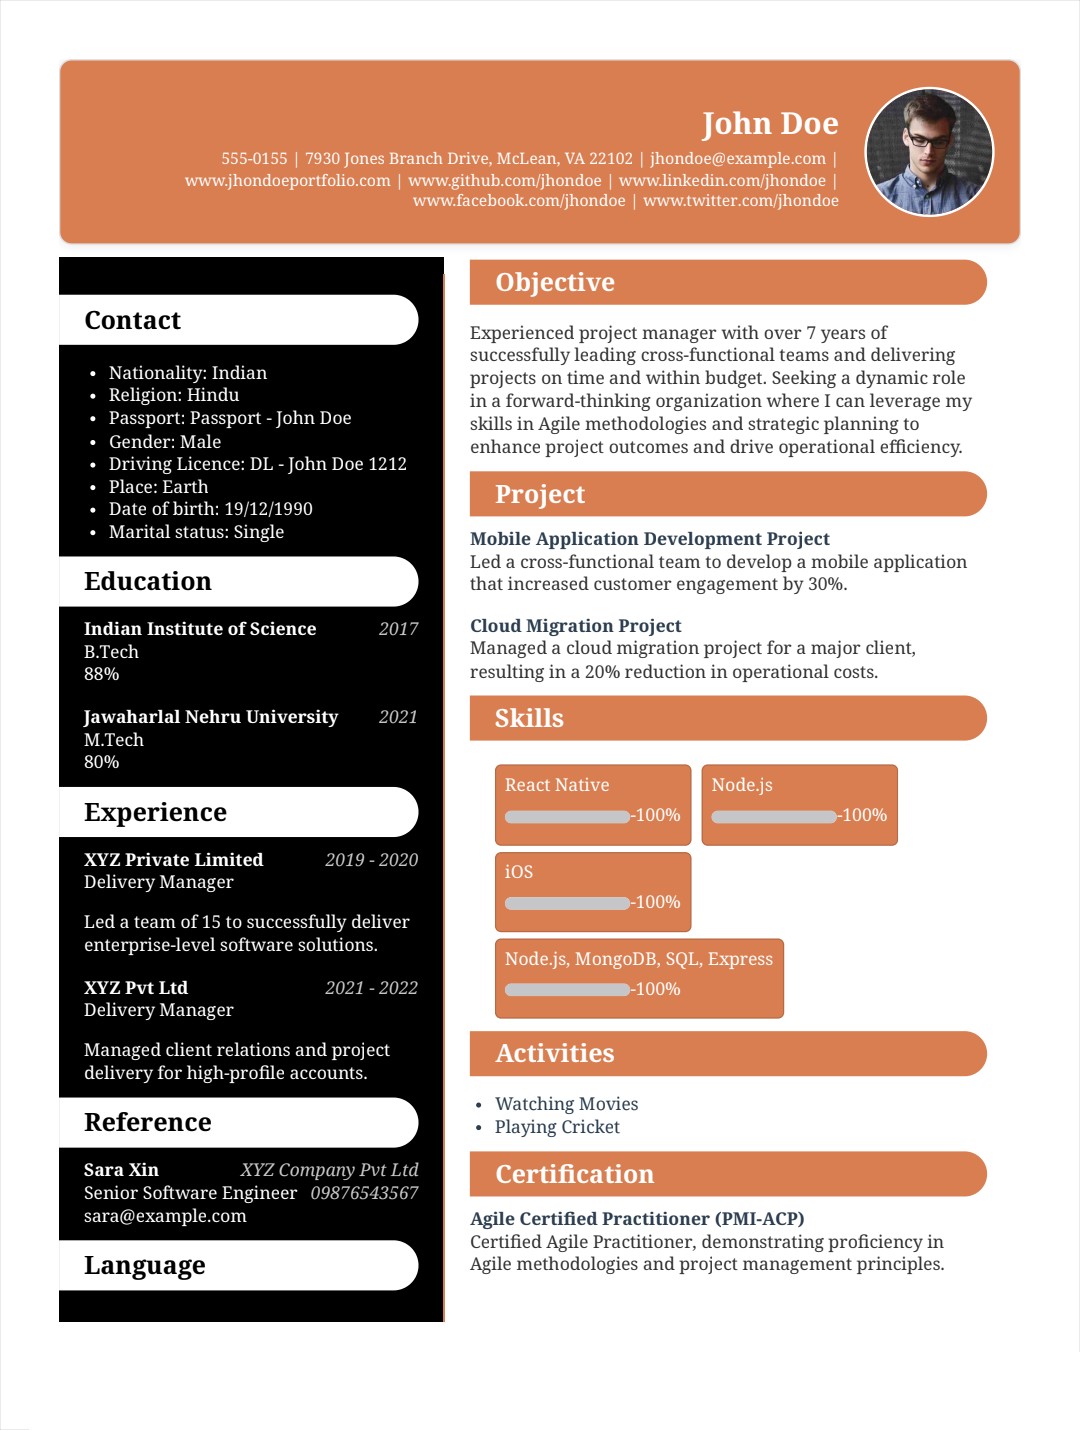 John Doe
555-0155 | 7930 Jones Branch Drive, McLean, VA 22102 | jhondoe@example.com |
www.jhondoeportfolio.com | www.github.com/jhondoe | www.linkedin.com/jhondoe |
www.facebook.com/jhondoe | www.twitter.com/jhondoe
Contact
• Nationality: Indian
• Religion: Hindu
• Passport: Passport - John Doe
• Gender: Male
• Driving Licence: DL - John Doe 1212
• Place: Earth
• Date of birth: 19/12/1990
• Marital status: Single
Education
Indian Institute of Science 2017
B.Tech
88%
Jawaharlal Nehru University 2021
M.Tech
80%
Experience
XYZ Private Limited 2019 - 2020
Delivery Manager
Led a team of 15 to successfully deliver
enterprise-level software solutions.
XYZ Pvt Ltd 2021 - 2022
Delivery Manager
Managed client relations and project
delivery for high-profile accounts.
Reference
Sara Xin XYZ Company Pvt Ltd
Senior Software Engineer 09876543567
sara@example.com
Language
Objective
Experienced project manager with over 7 years of
successfully leading cross-functional teams and delivering
projects on time and within budget. Seeking a dynamic role
in a forward-thinking organization where I can leverage my
skills in Agile methodologies and strategic planning to
enhance project outcomes and drive operational efficiency.
Project
Mobile Application Development Project
Led a cross-functional team to develop a mobile application
that increased customer engagement by 30%.
Cloud Migration Project
Managed a cloud migration project for a major client,
resulting in a 20% reduction in operational costs.
Skills
React Native
-100%
Node.js
-100%
iOS
-100%
Node.js, MongoDB, SQL, Express
-100%
Activities
• Watching Movies
• Playing Cricket
Certification
Agile Certified Practitioner (PMI-ACP)
Certified Agile Practitioner, demonstrating proficiency in
Agile methodologies and project management principles.